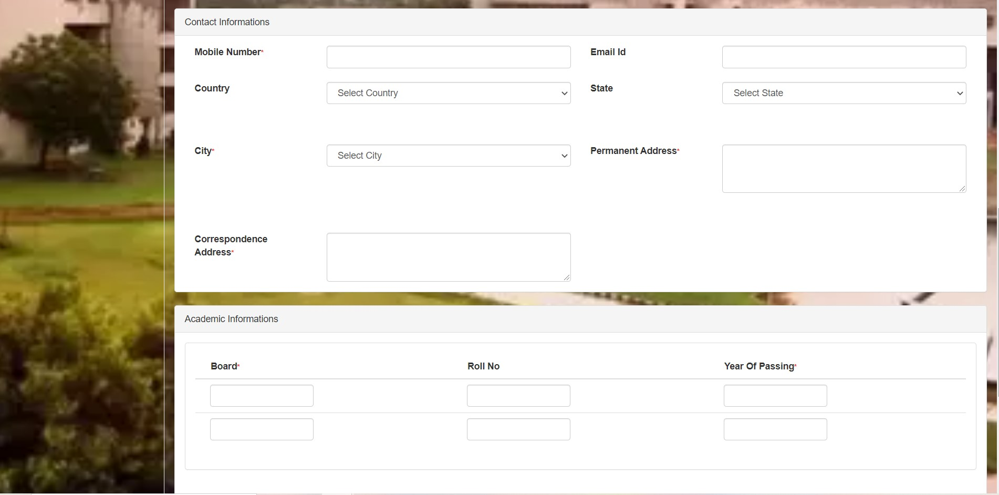 Contact Informations
Mobile Number*
Email Id
Country
Select Country
State
Select State
City*
Select City
Permanent Address*
Correspondence
Address*
Academic Informations
Board*
Roll No
Year Of Passing*